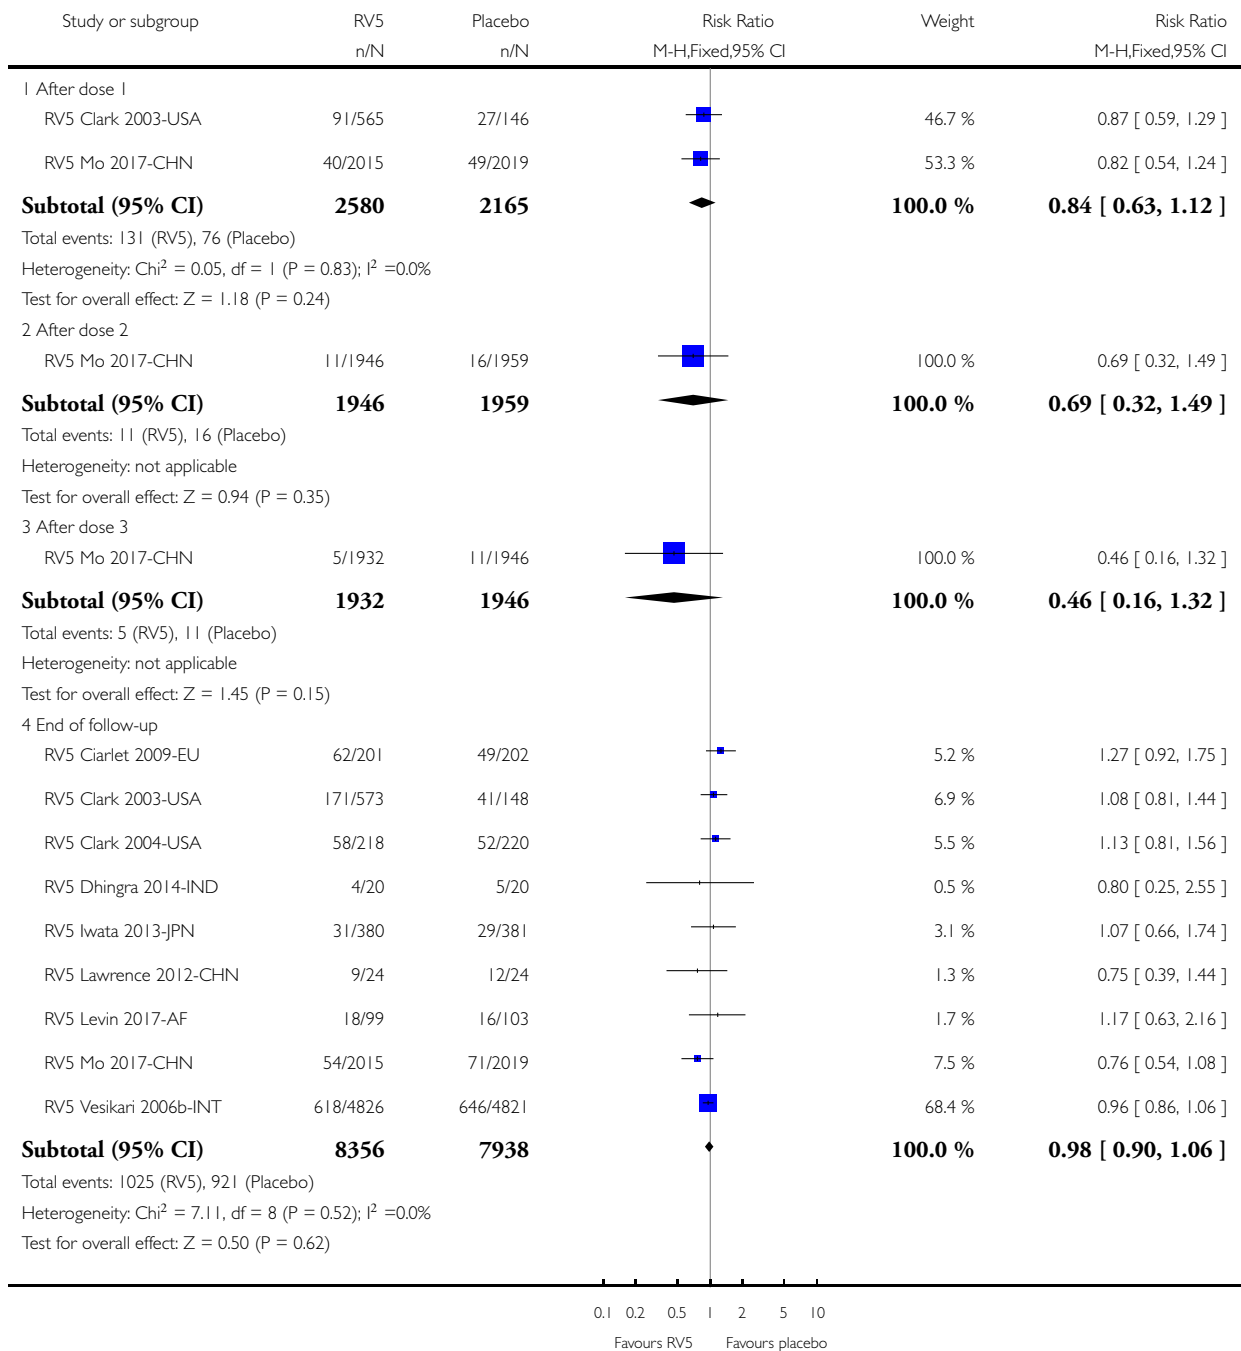 Study or subgroup RV5 Placebo Risk Ratio Weight Risk Ratio
n/N n/N M-H,Fixed,95% CI M-H,Fixed,95% CI
1 After dose 1
RV5 Clark 2003-USA 91/565 27/146 46.7 % 0.87 [ 0.59, 1.29 ]
RV5 Mo 2017-CHN 40/2015 49/2019 53.3 % 0.82 [ 0.54, 1.24 ]
Subtotal (95% CI) 2580 2165 100.0 % 0.84 [ 0.63, 1.12 ]
Total events: 131 (RV5), 76 (Placebo)
Heterogeneity: Chi² = 0.05, df = 1 (P = 0.83); I² =0.0%
Test for overall effect: Z = 1.18 (P = 0.24)
2 After dose 2
RV5 Mo 2017-CHN 11/1946 16/1959 100.0 % 0.69 [ 0.32, 1.49 ]
Subtotal (95% CI) 1946 1959 100.0 % 0.69 [ 0.32, 1.49 ]
Total events: 11 (RV5), 16 (Placebo)
Heterogeneity: not applicable
Test for overall effect: Z = 0.94 (P = 0.35)
3 After dose 3
RV5 Mo 2017-CHN 5/1932 11/1946 100.0 % 0.46 [ 0.16, 1.32 ]
Subtotal (95% CI) 1932 1946 100.0 % 0.46 [ 0.16, 1.32 ]
Total events: 5 (RV5), 11 (Placebo)
Heterogeneity: not applicable
Test for overall effect: Z = 1.45 (P = 0.15)
4 End of follow-up
RV5 Ciarlet 2009-EU 62/201 49/202 5.2 % 1.27 [ 0.92, 1.75 ]
RV5 Clark 2003-USA 171/573 41/148 6.9 % 1.08 [ 0.81, 1.44 ]
RV5 Clark 2004-USA 58/218 52/220 5.5 % 1.13 [ 0.81, 1.56 ]
RV5 Dhingra 2014-IND 4/20 5/20 0.5 % 0.80 [ 0.25, 2.55 ]
RV5 Iwata 2013-JPN 31/380 29/381 3.1 % 1.07 [ 0.66, 1.74 ]
RV5 Lawrence 2012-CHN 9/24 12/24 1.3 % 0.75 [ 0.39, 1.44 ]
RV5 Levin 2017-AF 18/99 16/103 1.7 % 1.17 [ 0.63, 2.16 ]
RV5 Mo 2017-CHN 54/2015 71/2019 7.5 % 0.76 [ 0.54, 1.08 ]
RV5 Vesikari 2006b-INT 618/4826 646/4821 68.4 % 0.96 [ 0.86, 1.06 ]
Subtotal (95% CI) 8356 7938 100.0 % 0.98 [ 0.90, 1.06 ]
Total events: 1025 (RV5), 921 (Placebo)
Heterogeneity: Chi² = 7.11, df = 8 (P = 0.52); I² =0.0%
Test for overall effect: Z = 0.50 (P = 0.62)
0.1 0.2 0.5 1 2 5 10
Favours RV5 Favours placebo